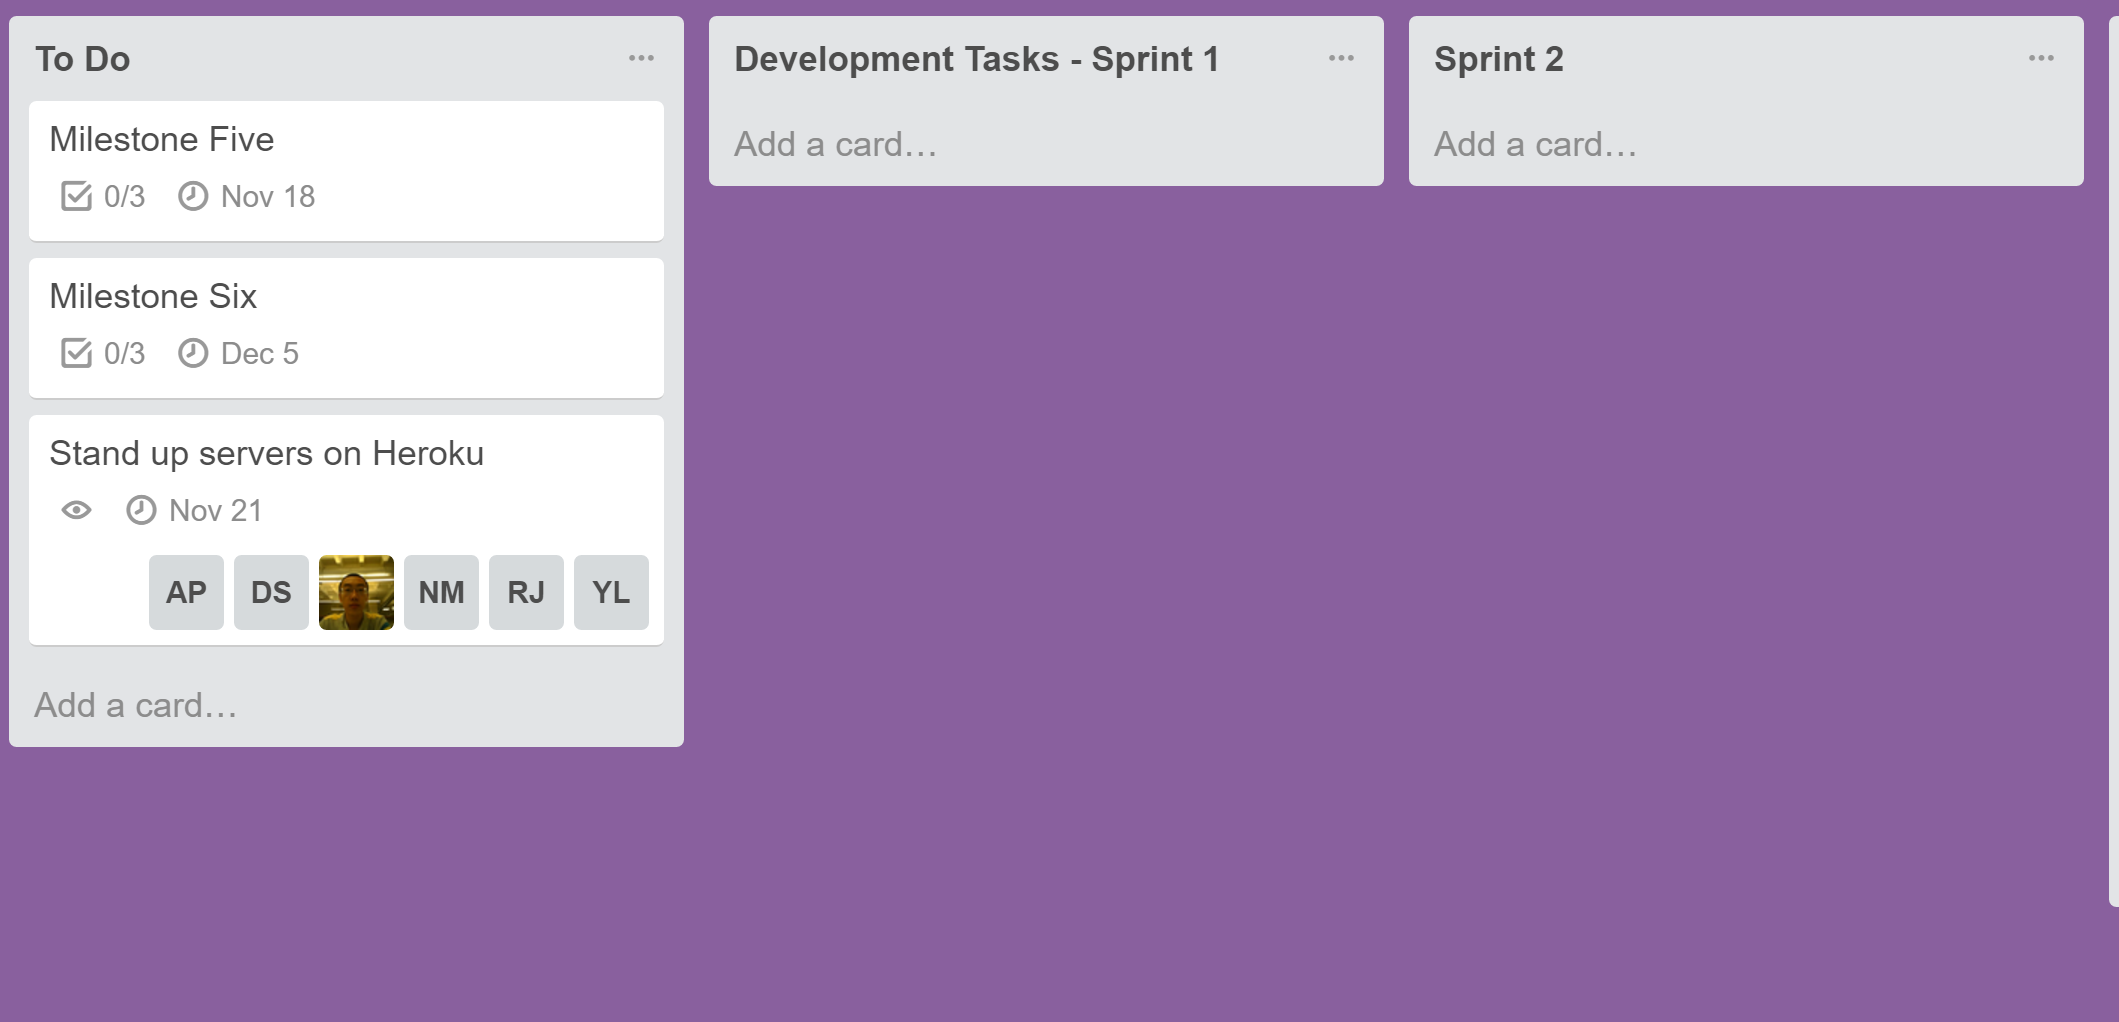 To Do
Milestone Five
0/3 Nov 18
Milestone Six
0/3 Dec 5
Stand up servers on Heroku
Nov 21
AP DS NM RJ YL
Add a card…
Development Tasks - Sprint 1
Add a card…
Sprint 2
Add a card…